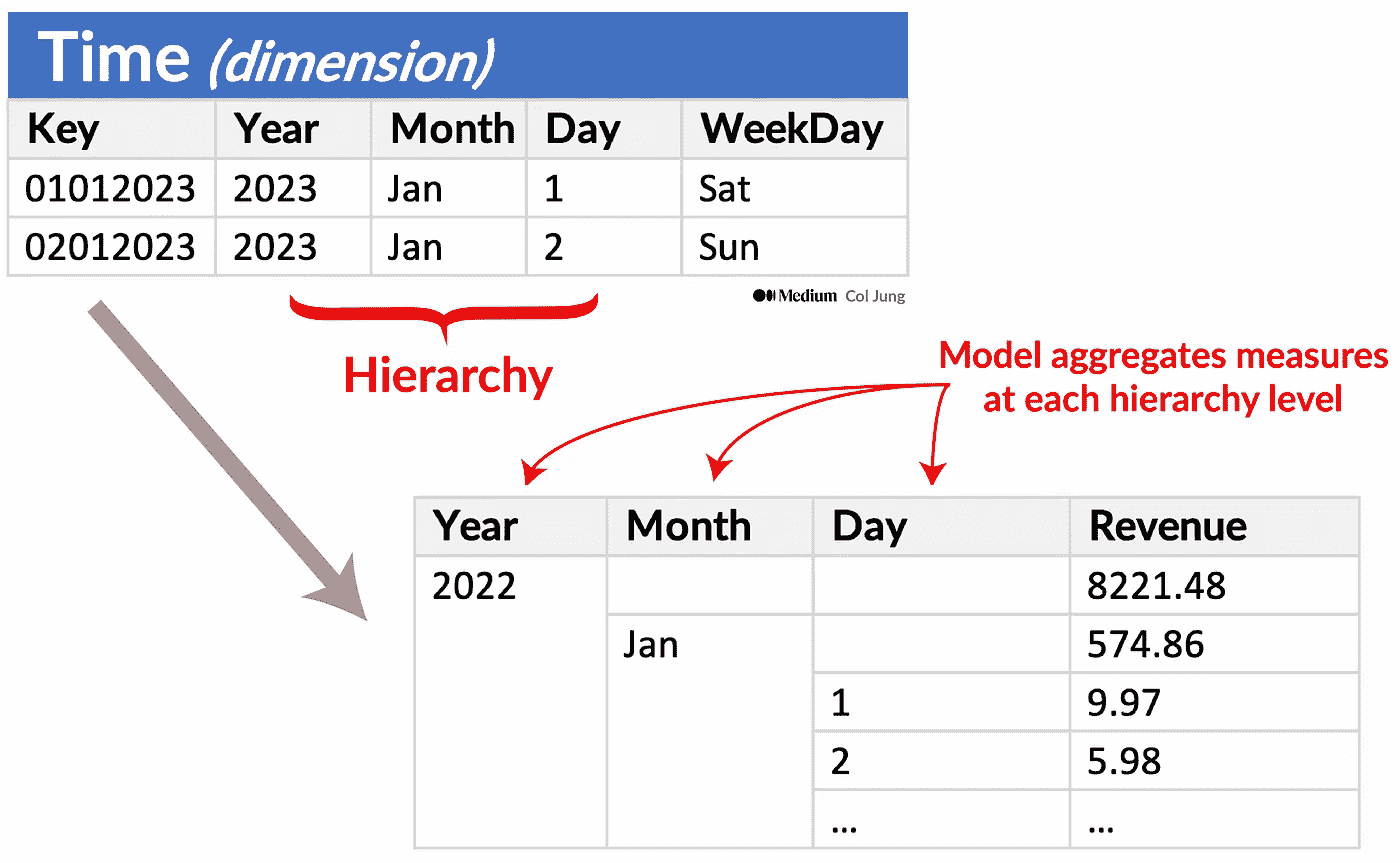 Time (dimension)
Key Year Month Day WeekDay
01012023 2023 Jan 1 Sat
02012023 2023 Jan 2 Sun
Medium Col Jung
Hierarchy
Model aggregates measures
at each hierarchy level
Year Month Day Revenue
2022 8221.48
Jan 574.86
1 9.97
2 5.98
... ...